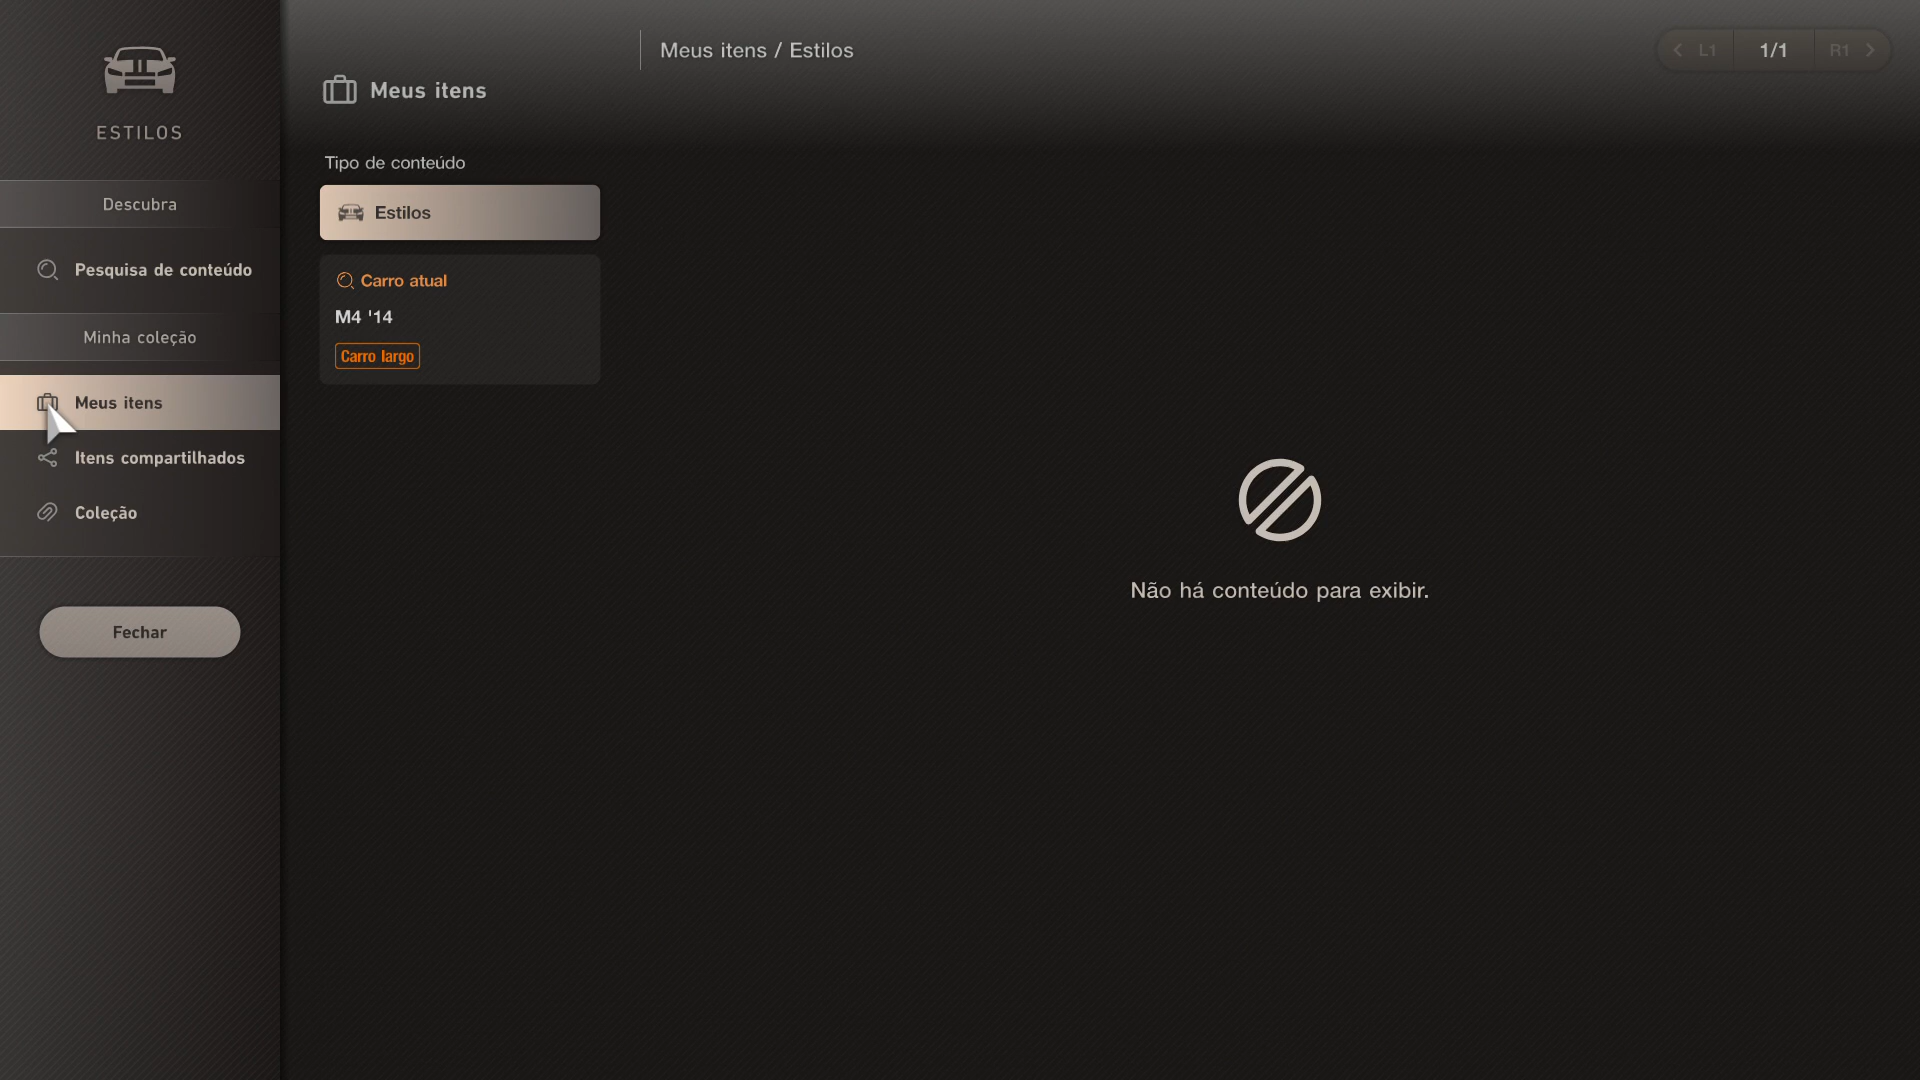 ESTILOS
Descubra
Pesquisa de conteúdo
Minha coleção
Meus itens
Itens compartilhados
Coleção
Fechar
Meus itens / Estilos
L1
1/1
R1
Meus itens
Tipo de conteúdo
Estilos
Carro atual
M4 '14
Carro largo
Não há conteúdo para exibir.